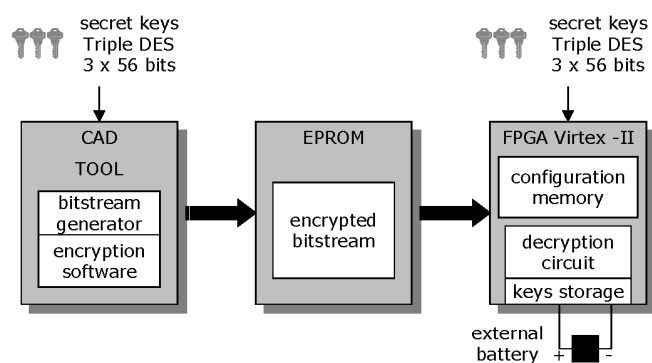 secret keys
Triple DES
3 x 56 bits
secret keys
Triple DES
3 x 56 bits
CAD
TOOL
bitstream
generator
encryption
software
EPROM
encrypted
bitstream
FPGA Virtex -II
configuration
memory
decryption
circuit
keys storage
external
battery
+ -